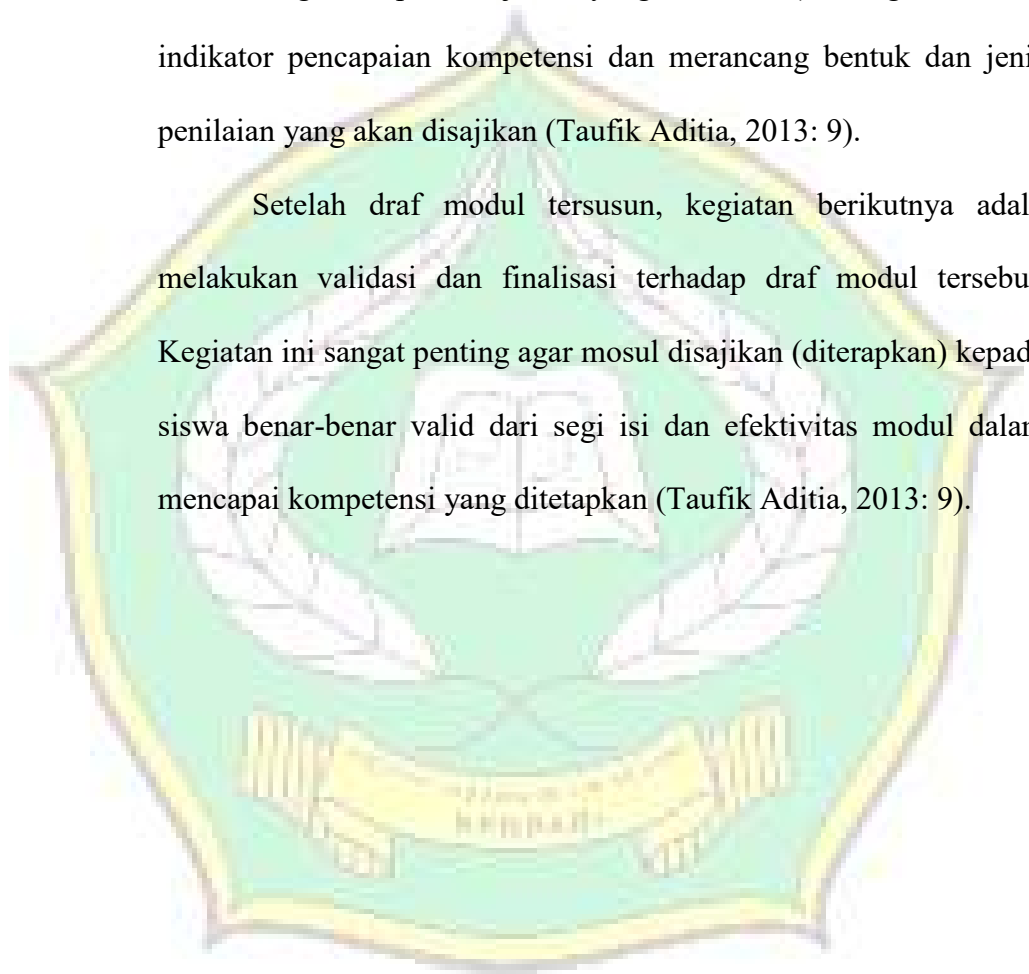 indikator pencapaian kompetensi dan merancang bentuk dan jeni
penilaian yang akan disajikan (Taufik Aditia, 2013: 9).
Setelah draf modul tersusun, kegiatan berikutnya adal
melakukan validasi dan finalisasi terhadap draf modul tersebu
Kegiatan ini sangat penting agar mosul disajikan (diterapkan) kepad
siswa benar-benar valid dari segi isi dan efektivitas modul dalam
mencapai kompetensi yang ditetapkan (Taufik Aditia, 2013: 9).
KENDARI